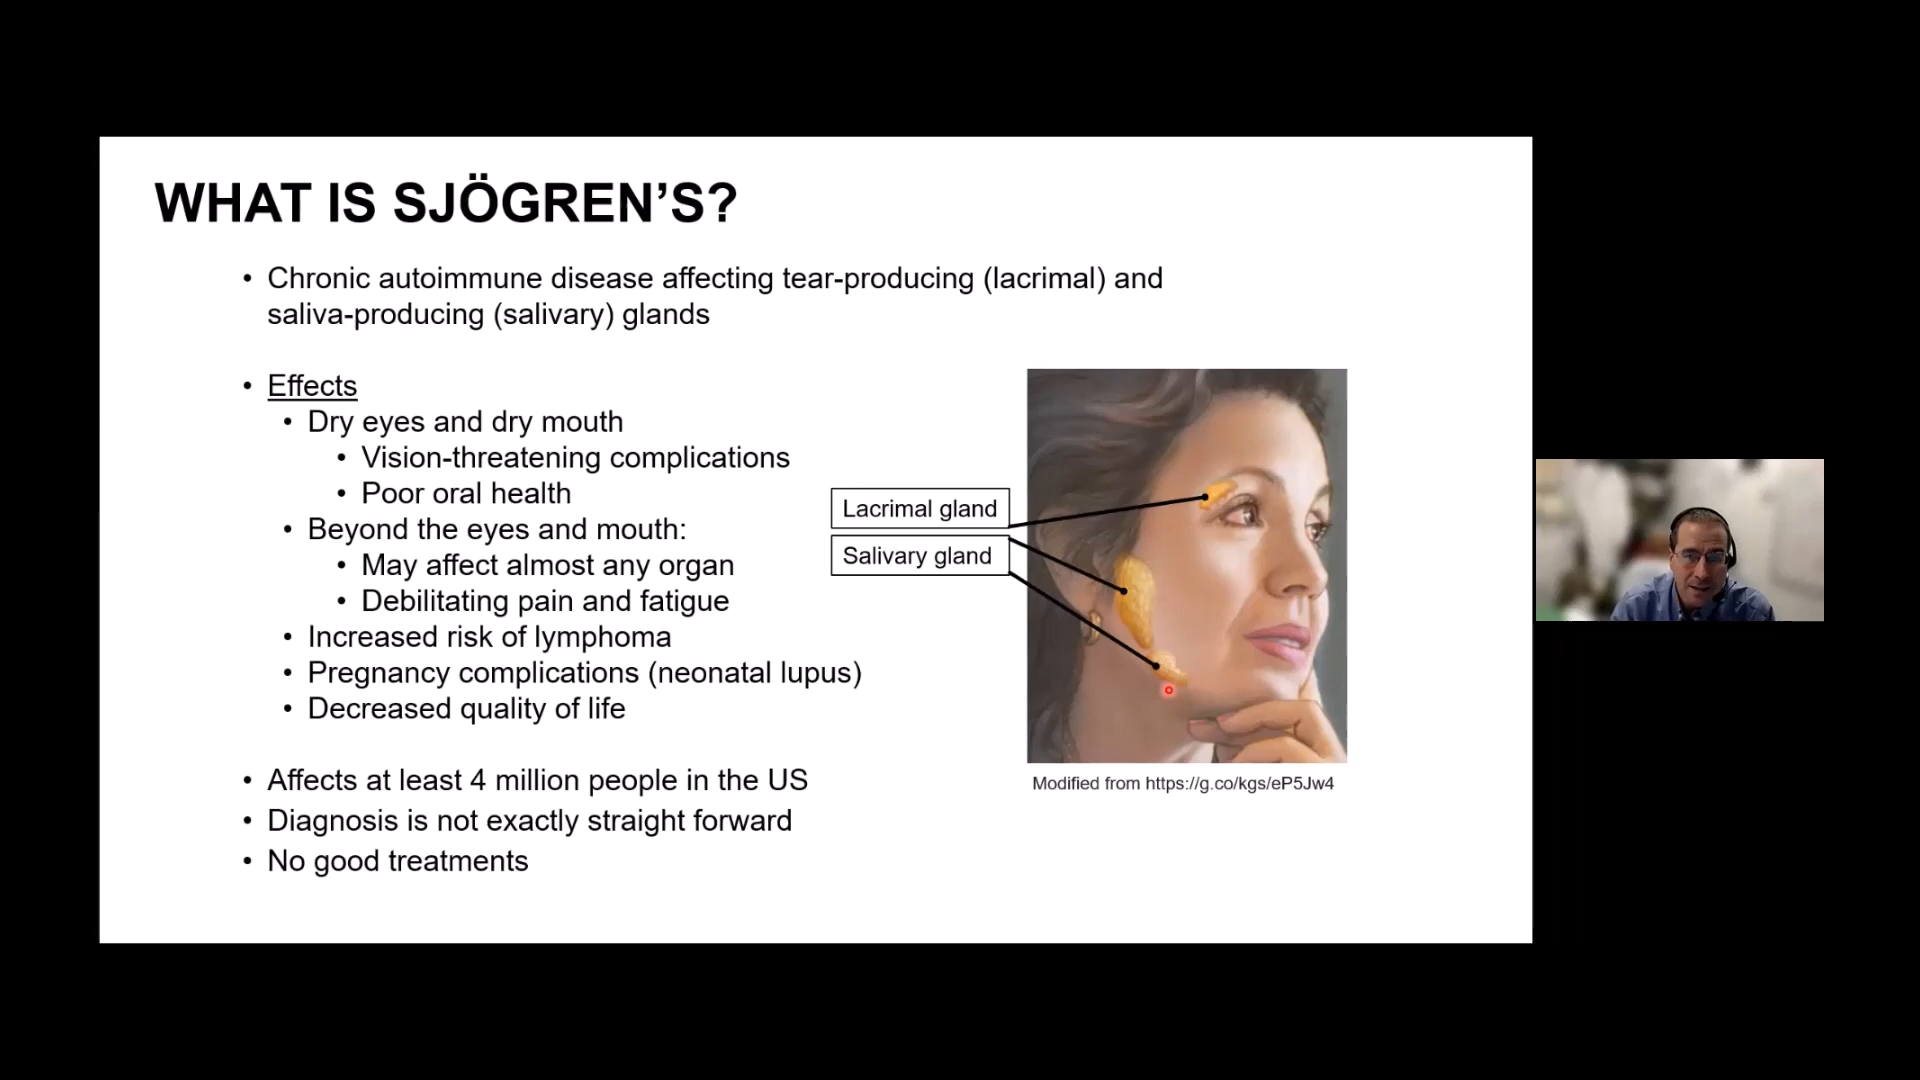 WHAT IS SJÖGREN’S?
• Chronic autoimmune disease affecting tear-producing (lacrimal) and
saliva-producing (salivary) glands
• Effects
• Dry eyes and dry mouth
• Vision-threatening complications
• Poor oral health
• Beyond the eyes and mouth:
• May affect almost any organ
• Debilitating pain and fatigue
• Increased risk of lymphoma
• Pregnancy complications (neonatal lupus)
• Decreased quality of life
• Affects at least 4 million people in the US
• Diagnosis is not exactly straight forward
• No good treatments
Lacrimal gland
Salivary gland
Modified from https://g.co/kgs/eP5Jw4